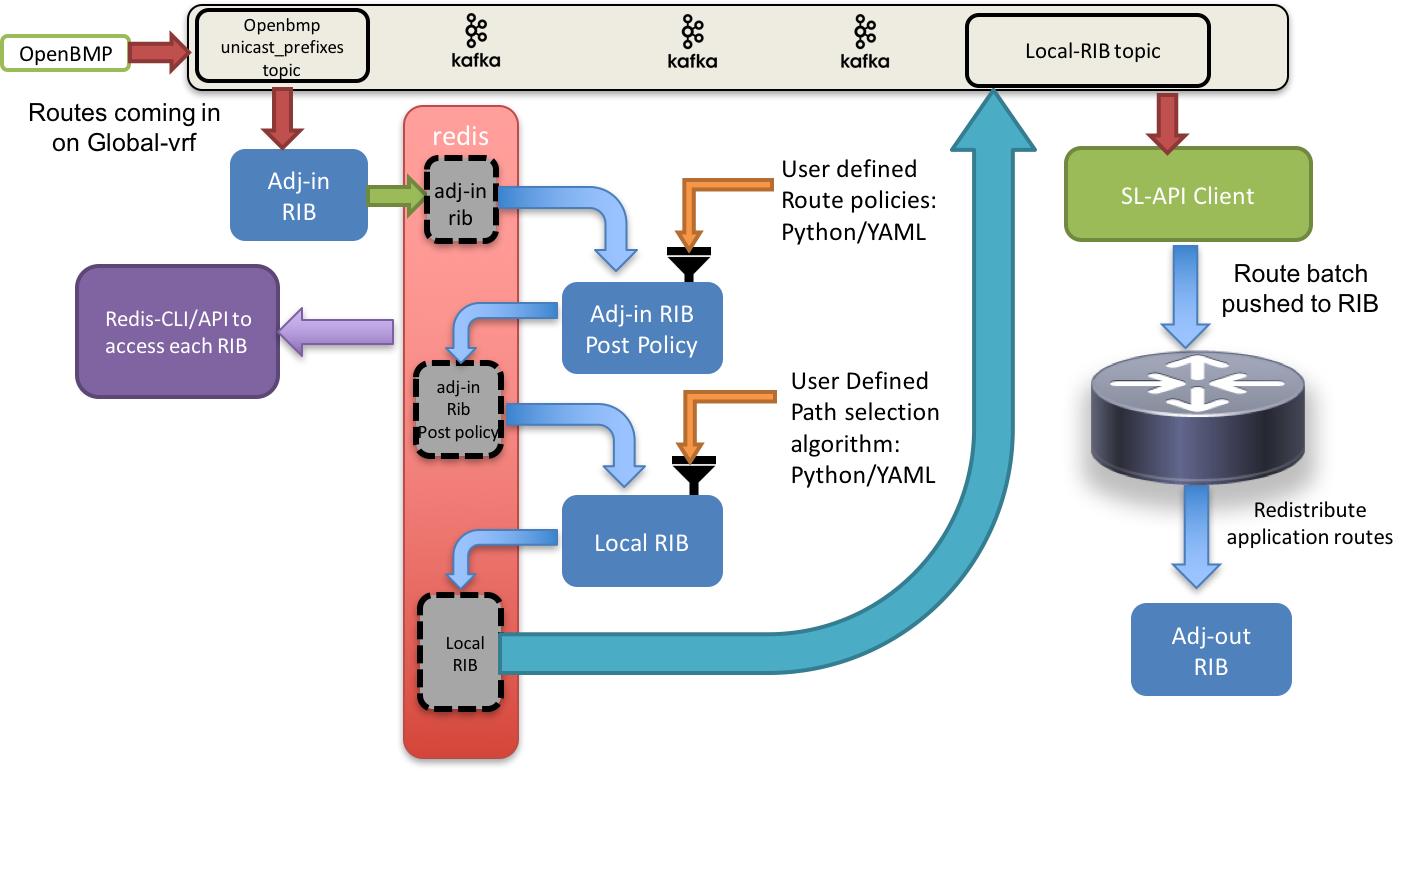 OpenBMP
Openbmp
unicast_prefixes
topic
kafka
kafka
kafka
Local-RIB topic
Routes coming in
on Global-vrf
redis
Adj-in
RIB
adj-in
rib
User defined
Route policies:
Python/YAML
SL-API Client
Route batch
pushed to RIB
Redis-CLI/API to
access each RIB
Adj-in RIB
Post Policy
adj-in
Rib
Post policy
User Defined
Path selection
algorithm:
Python/YAML
Local RIB
Redistribute
application routes
Local
RIB
Adj-out
RIB